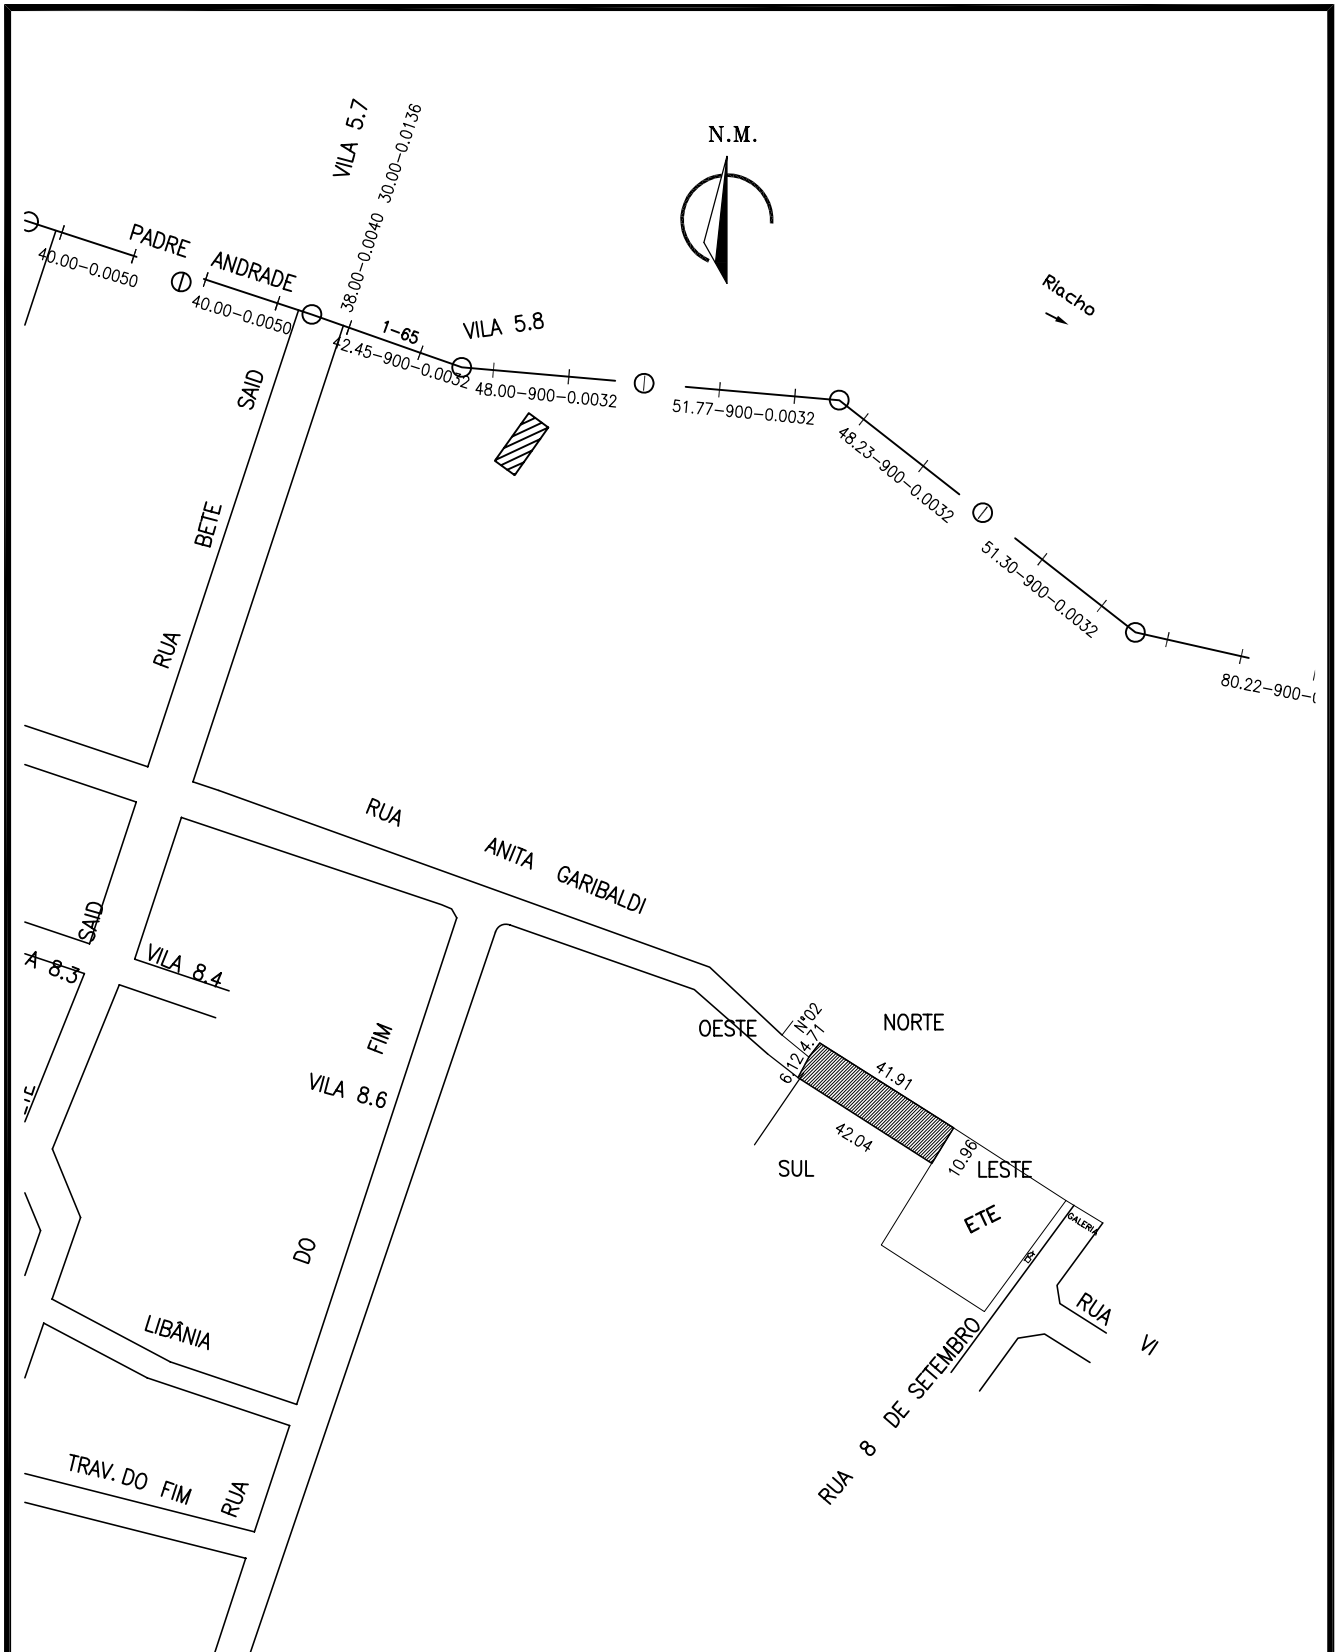 VILA 5.7
30.00-0.0136
38.00-0.0040
N.M.
PADRE ANDRADE
40.00-0.0050
40.00-0.0050
Riacho
1-65
VILA 5.8
42.45-900-0.0032
48.00-900-0.0032
51.77-900-0.0032
48.23-900-0.0032
51.30-900-0.0032
80.22-900-
RUA BETE SAID
RUA ANITA GARIBALDI
SAID
A 8.3
VILA 8.4
OESTE
N°02
NORTE
6.12
4.71
41.91
42.04
10.96
SUL
LESTE
ETE
GALERIA
VILA 8.6
RUA DO FIM
LIBÂNIA
TRAV. DO FIM
RUA VI
RUA 8 DE SETEMBRO